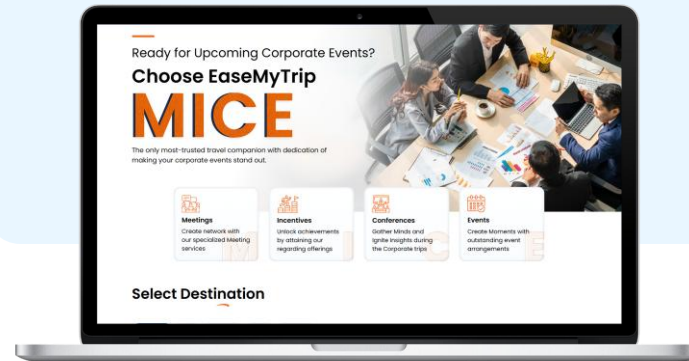 Ready for Upcoming Corporate Events?
Choose EaseMyTrip
MICE
The only most-trusted travel companion with dedication of
making your corporate events stand out.
Meetings
Create network with
our specialized Meeting
services
M
Incentives
Unlock achievements
by attaining our
regarding offerings
I
Conferences
Gather Minds and
Ignite Insights during
the Corporate trips
C
Events
Create Moments with
outstanding event
arrangements
E
Select Destination